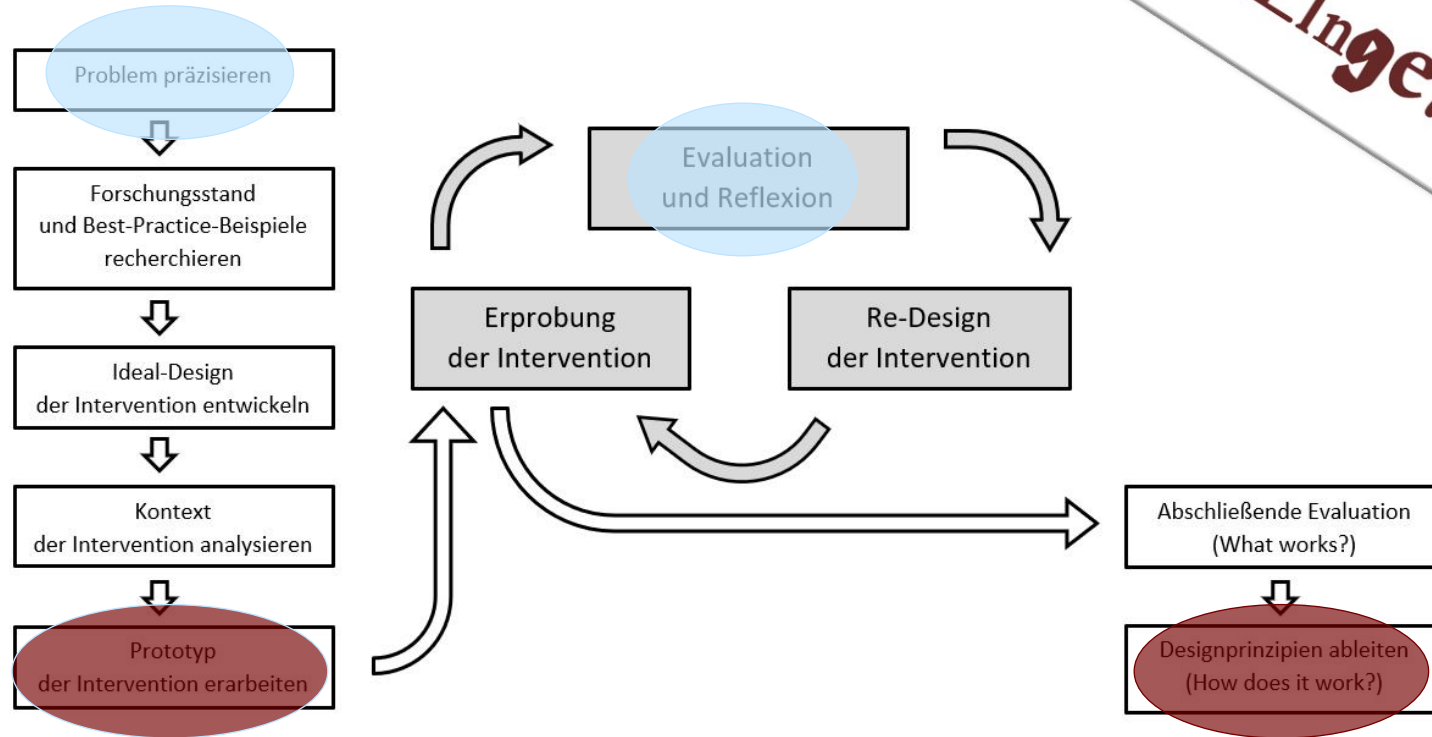 Problem präzisieren
Forschungsstand
und Best-Practice-Beispiele
recherchieren
Ideal-Design
der Intervention entwickeln
Kontext
der Intervention analysieren
Prototyp
der Intervention erarbeiten
Evaluation
und Reflexion
Erprobung
der Intervention
Re-Design
der Intervention
Abschließende Evaluation
(What works?)
Designprinzipien ableiten
(How does it work?)